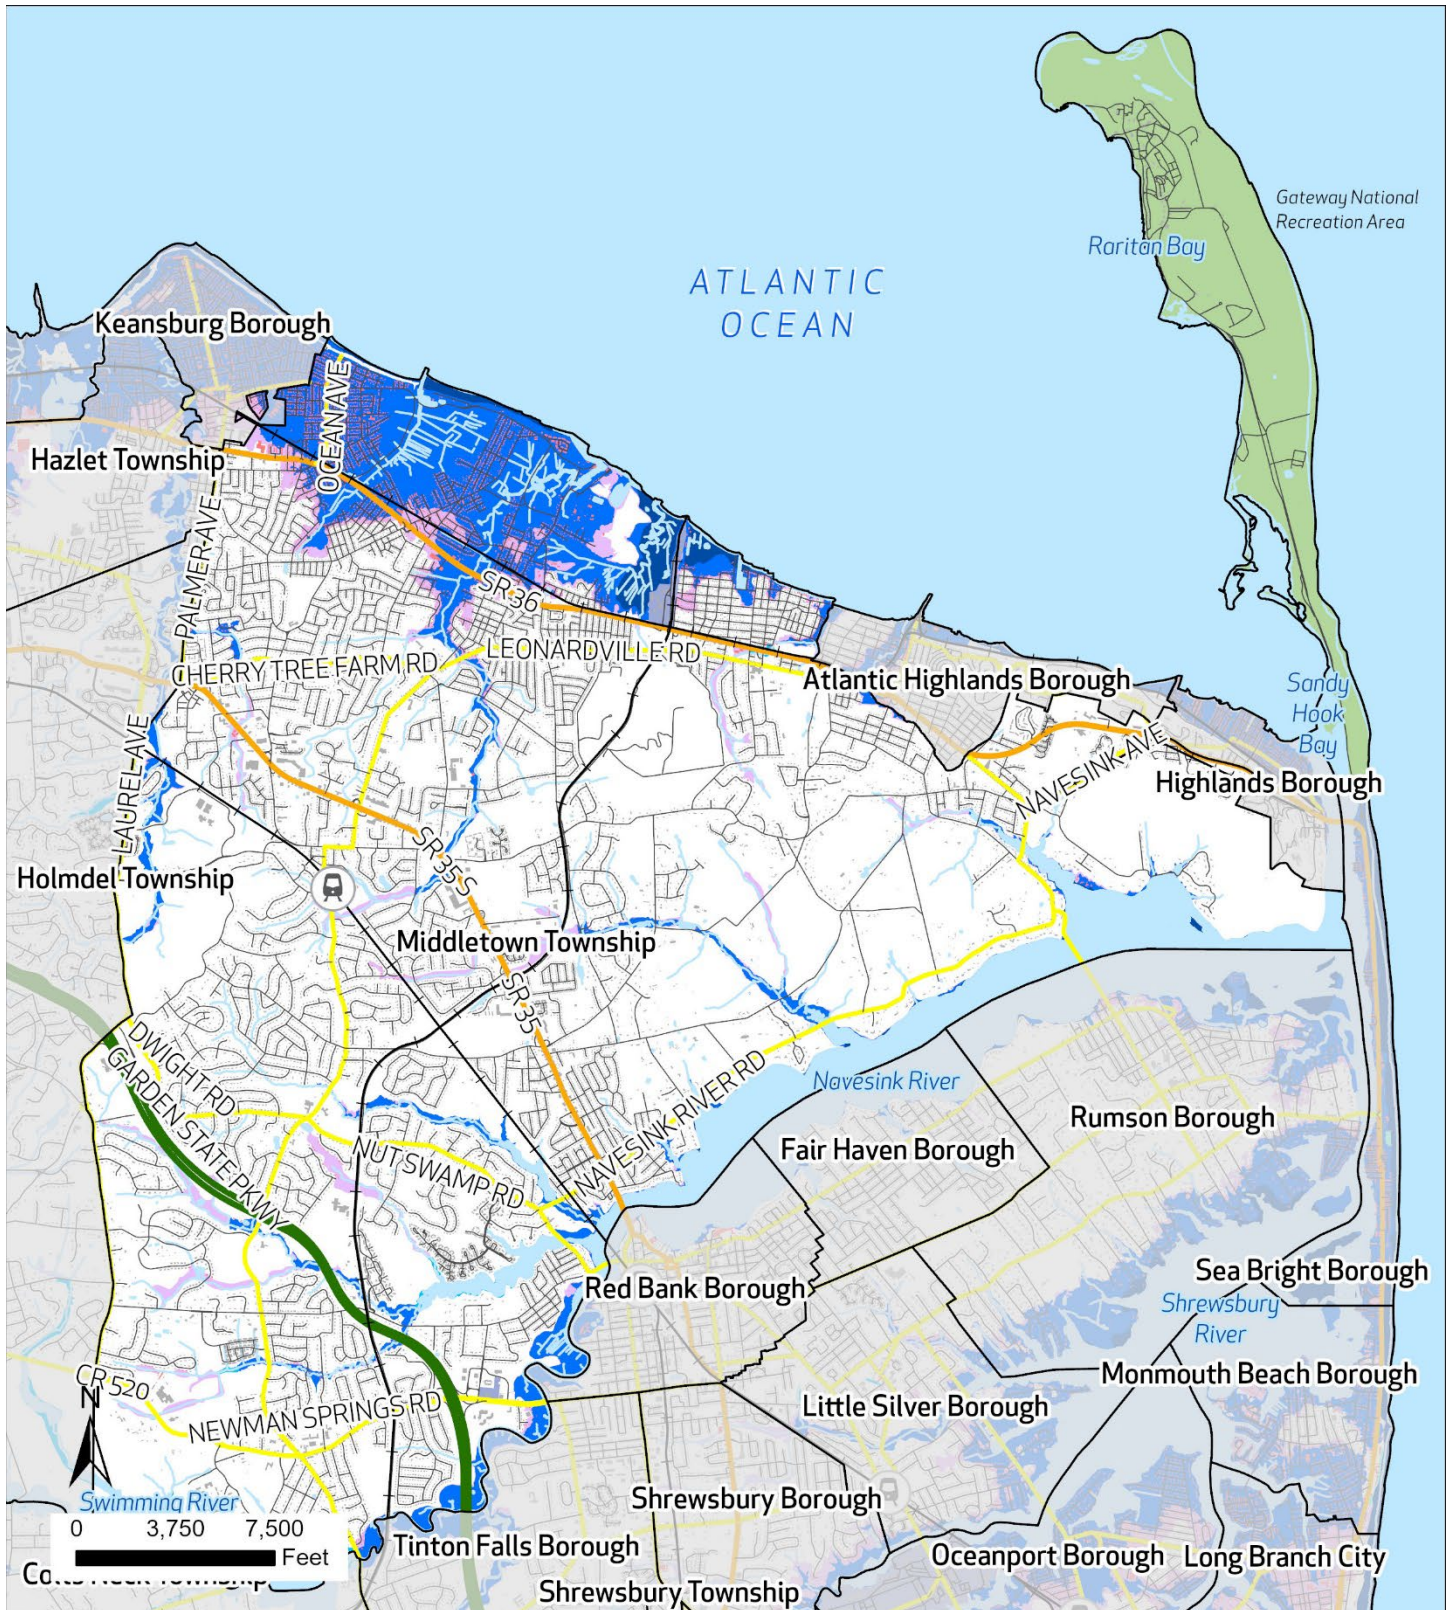 Gateway National
Recreation Area
Raritan Bay
ATLANTIC
OCEAN
Keansburg Borough
OCEAN AVE
Hazlet Township
PALMER AVE
SR 36
LEONARDVILLE RD
CHERRY TREE FARM RD
Atlantic Highlands Borough
Sandy
Hook
Bay
LAUREL AVE
NAVESINK AVE
Highlands Borough
SR 35 S
Holmdel Township
Middletown Township
SR 35
DWIGHT RD
GARDEN STATE PKWY
NAVESINK RIVER RD
Navesink River
Rumson Borough
Fair Haven Borough
NUT SWAMP RD
Sea Bright Borough
Red Bank Borough
Shrewsbury
River
Monmouth Beach Borough
CR 520
N
NEWMAN SPRINGS RD
Little Silver Borough
Swimming River
Shrewsbury Borough
0 3,750 7,500
Feet
Tinton Falls Borough
Oceanport Borough
Long Branch City
Colts Neck Township
Shrewsbury Township